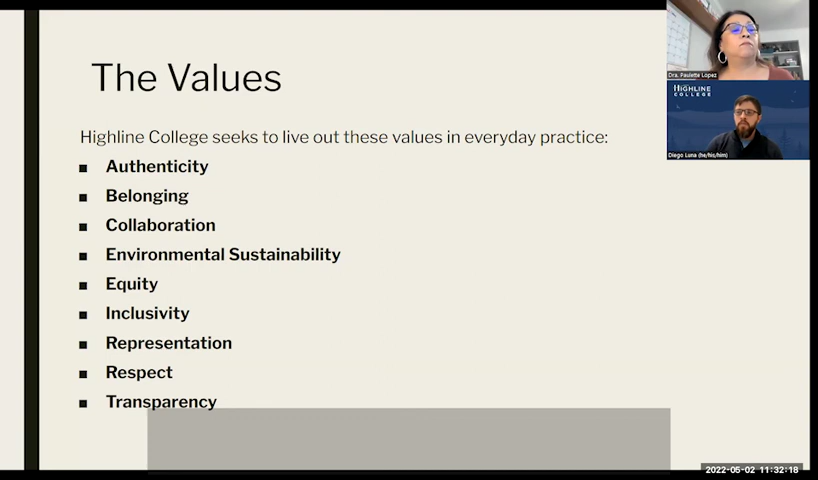 The Values
Highline College seeks to live out these values in everyday practice:
■ Authenticity
■ Belonging
■ Collaboration
■ Environmental Sustainability
■ Equity
■ Inclusivity
■ Representation
■ Respect
■ Transparency
Dra. Paulette Lopez
HIGHLINE
COLLEGE
Diego Luna (he/his/him)
2022-05-02 11:32:18